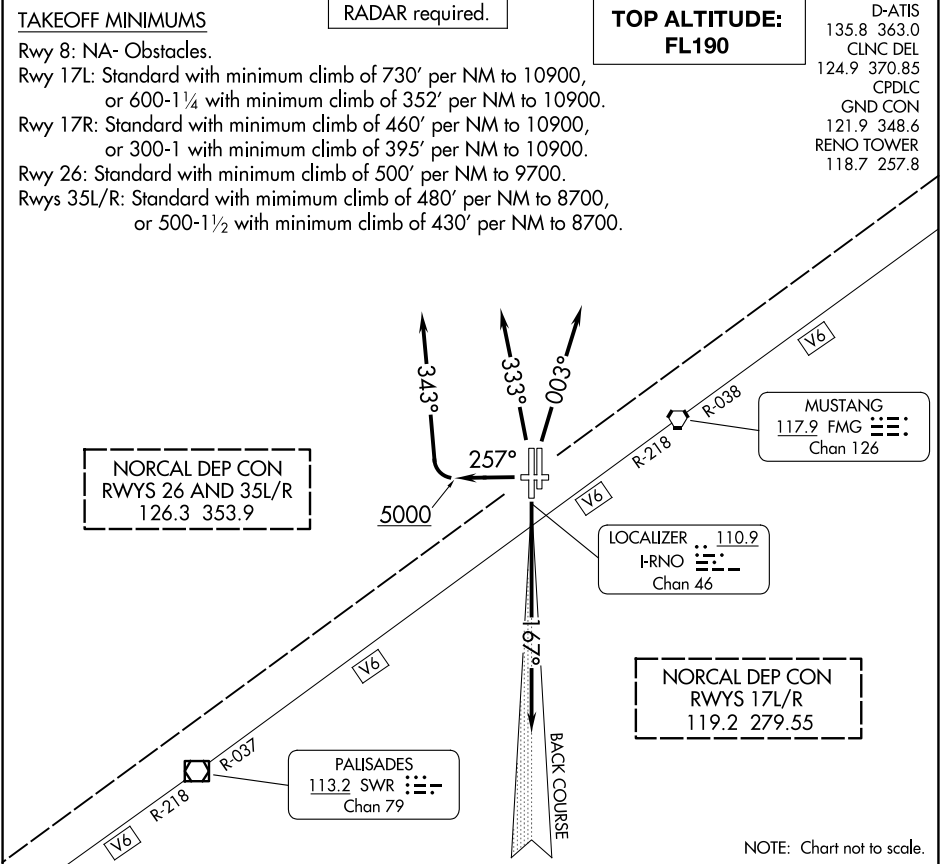 TAKEOFF MINIMUMS
Rwy 8: NA- Obstacles.
Rwy 17L: Standard with minimum climb of 730' per NM to 10900,
or 600-1¼ with minimum climb of 352' per NM to 10900.
Rwy 17R: Standard with minimum climb of 460' per NM to 10900,
or 300-1 with minimum climb of 395' per NM to 10900.
Rwy 26: Standard with minimum climb of 500' per NM to 9700.
Rwys 35L/R: Standard with mimimum climb of 480' per NM to 8700,
or 500-1½ with minimum climb of 430' per NM to 8700.
RADAR required.
TOP ALTITUDE:
FL190
D-ATIS
135.8 363.0
CLNC DEL
124.9 370.85
CPDLC
GND CON
121.9 348.6
RENO TOWER
118.7 257.8
343°
333°
003°
257°
5000
V6
R-038
R-218
MUSTANG
117.9 FMG
Chan 126
NORCAL DEP CON
RWYS 26 AND 35L/R
126.3 353.9
V6
LOCALIZER 110.9
I-RNO
Chan 46
167°
BACK COURSE
V6
NORCAL DEP CON
RWYS 17L/R
119.2 279.55
R-037
R-218
V6
PALISADES
113.2 SWR
Chan 79
NOTE: Chart not to scale.